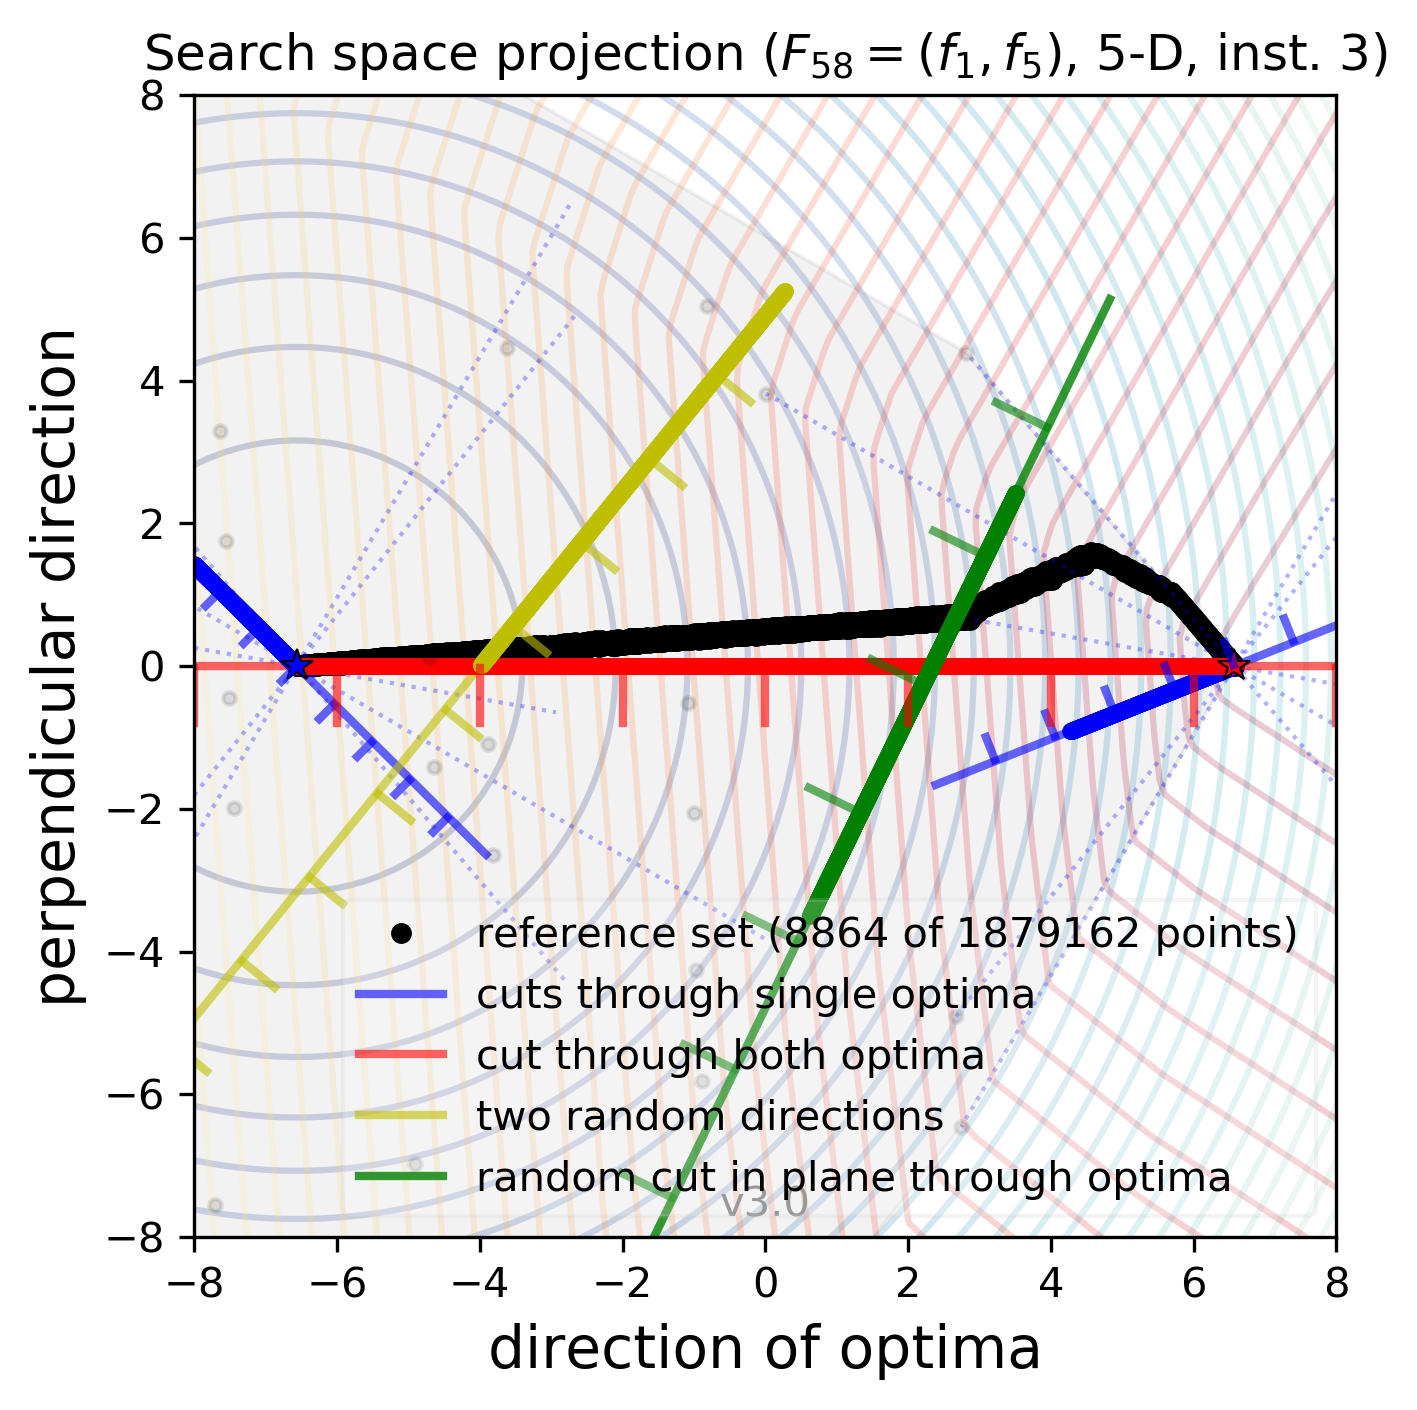 Search space projection (F₅₈ = (f₁, f₅), 5-D, inst. 3)
8
6
4
2
0
−2
−4
−6
−8
perpendicular direction
reference set (8864 of 1879162 points)
cuts through single optima
cut through both optima
two random directions
random cut in plane through optima
v3.0
−8 −6 −4 −2 0 2 4 6 8
direction of optima